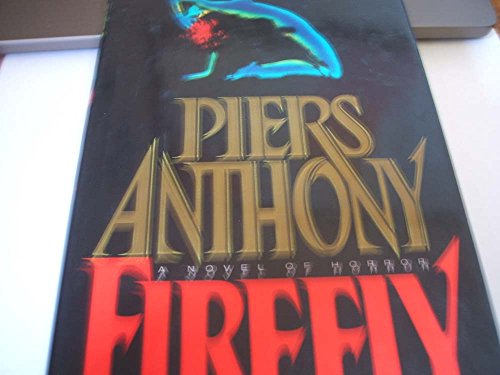 PIERS
ANTHONY
A NOVEL OF HORROR
FIREFLY